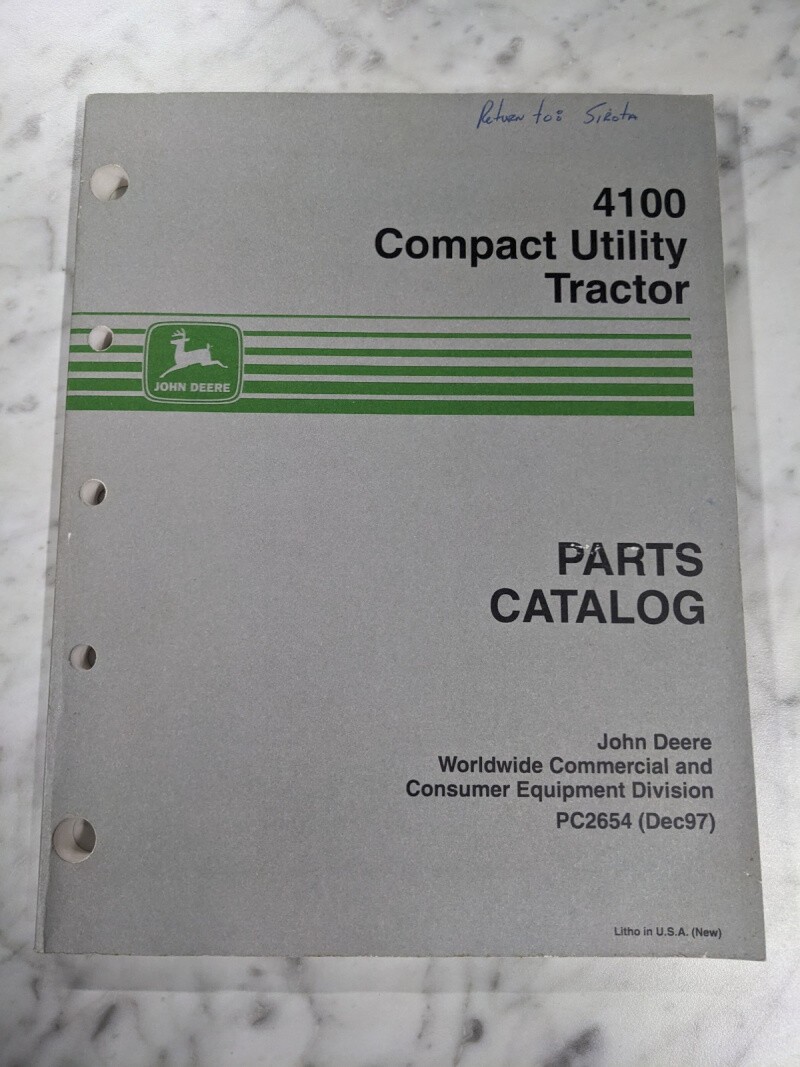 Return to: Sirota
4100
Compact Utility
Tractor
JOHN DEERE
PARTS
CATALOG
John Deere
Worldwide Commercial and
Consumer Equipment Division
PC2654 (Dec97)
Litho in U.S.A. (New)